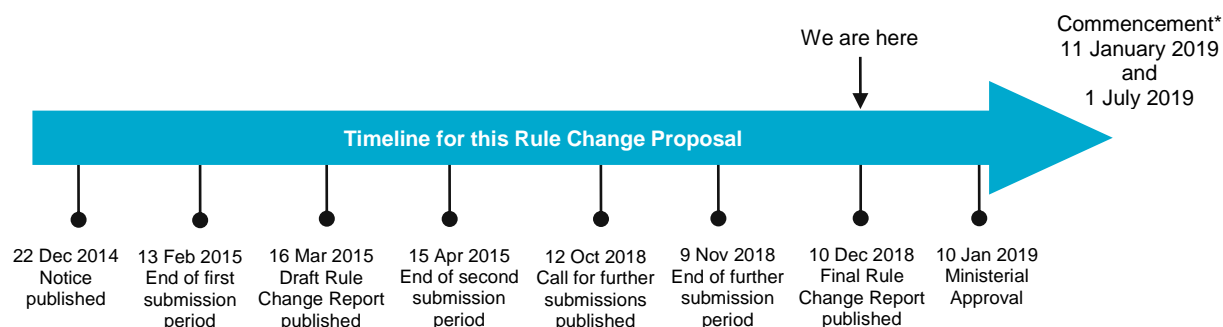 Commencement*
11 January 2019
and
1 July 2019
We are here
Timeline for this Rule Change Proposal
22 Dec 2014
Notice
published
13 Feb 2015
End of first
submission
period
16 Mar 2015
Draft Rule
Change Report
published
15 Apr 2015
End of second
submission
period
12 Oct 2018
Call for further
submissions
published
9 Nov 2018
End of further
submission
period
10 Dec 2018
Final Rule
Change Report
published
10 Jan 2019
Ministerial
Approval